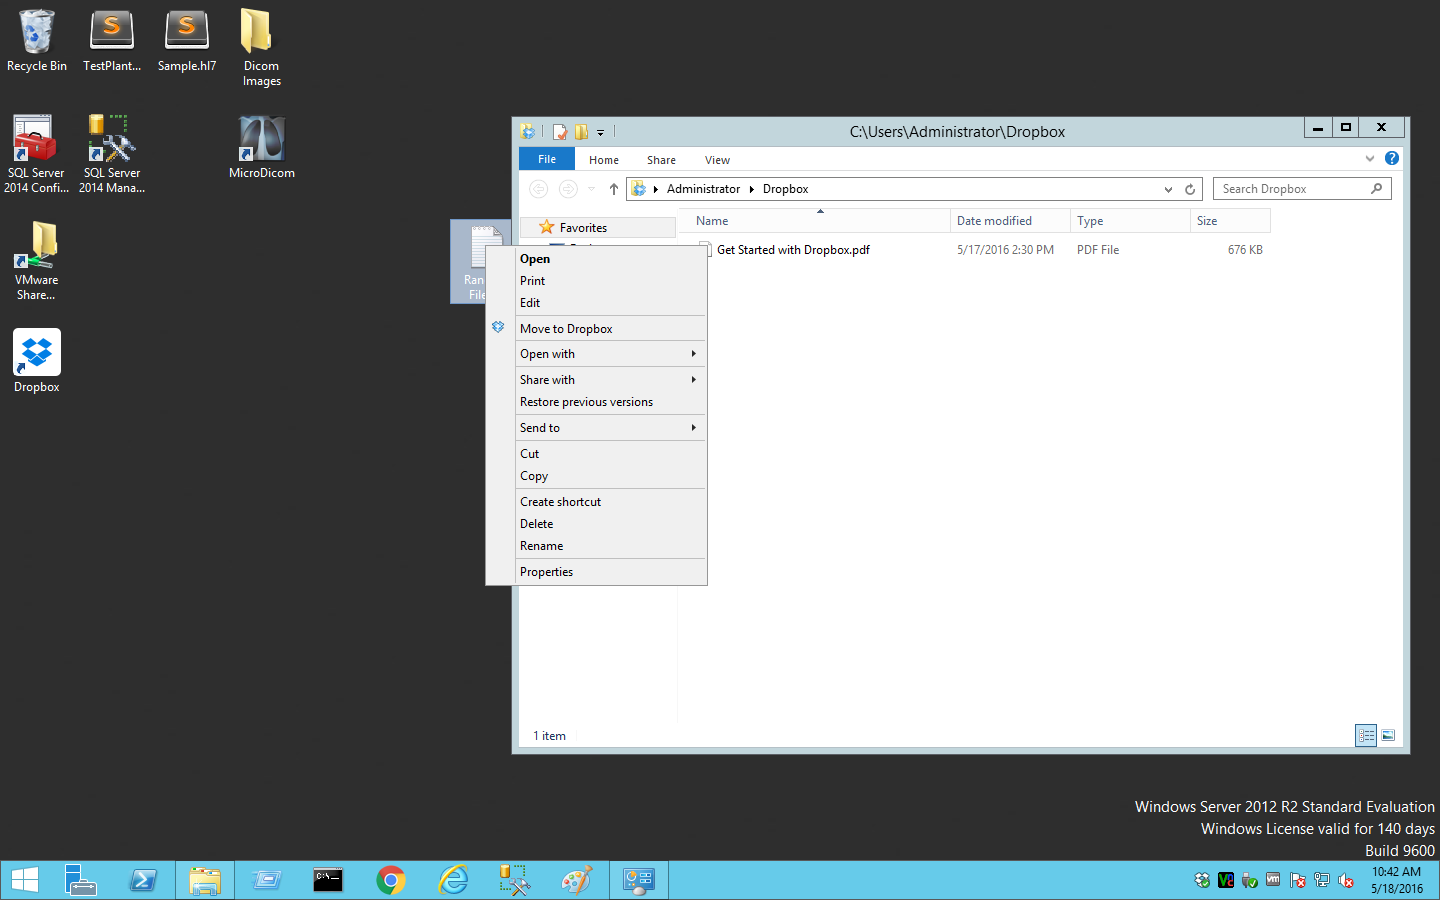 Recycle Bin
TestPlant...
Sample.hl7
Dicom
Images
SQL Server
2014 Confi...
SQL Server
2014 Mana...
MicroDicom
VMware
Share...
Dropbox
C:\Users\Administrator\Dropbox
File
Home
Share
View
Administrator
Dropbox
Search Dropbox
Favorites
Name
Date modified
Type
Size
Get Started with Dropbox.pdf
5/17/2016 2:30 PM
PDF File
676 KB
Open
Print
Edit
Move to Dropbox
Open with
Share with
Restore previous versions
Send to
Cut
Copy
Create shortcut
Delete
Rename
Properties
1 item
Windows Server 2012 R2 Standard Evaluation
Windows License valid for 140 days
Build 9600
10:42 AM
5/18/2016